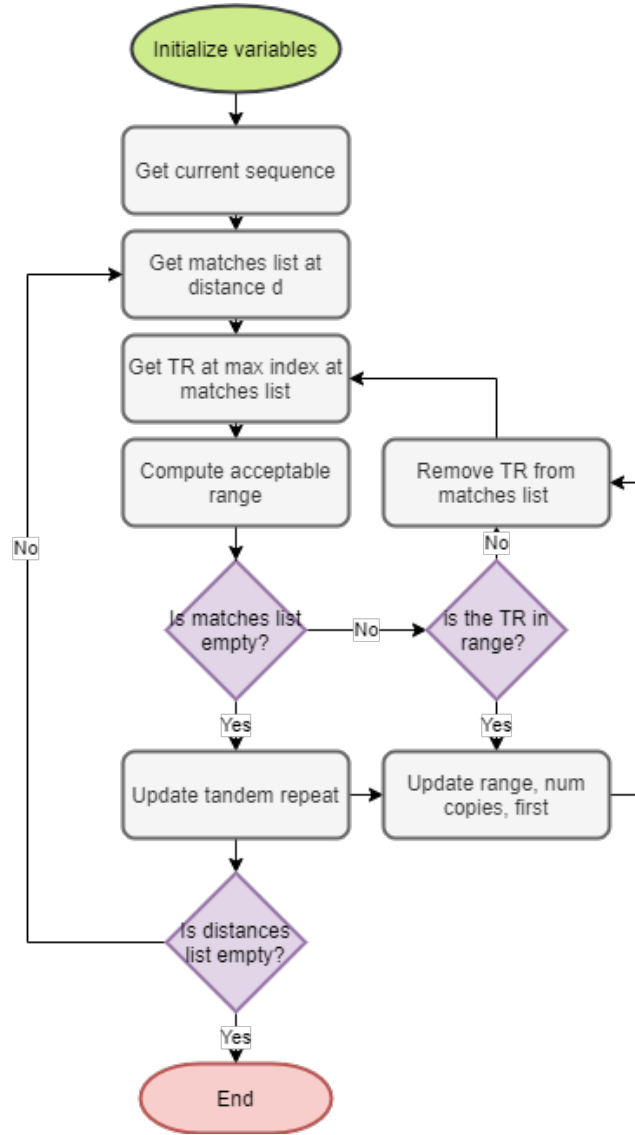 Initialize variables
Get current sequence
Get matches list at
distance d
Get TR at max index at
matches list
Compute acceptable
range
Remove TR from
matches list
No
No
Is matches list
empty?
No
is the TR in
range?
Yes
Yes
Update tandem repeat
Update range, num
copies, first
Is distances
list empty?
Yes
End